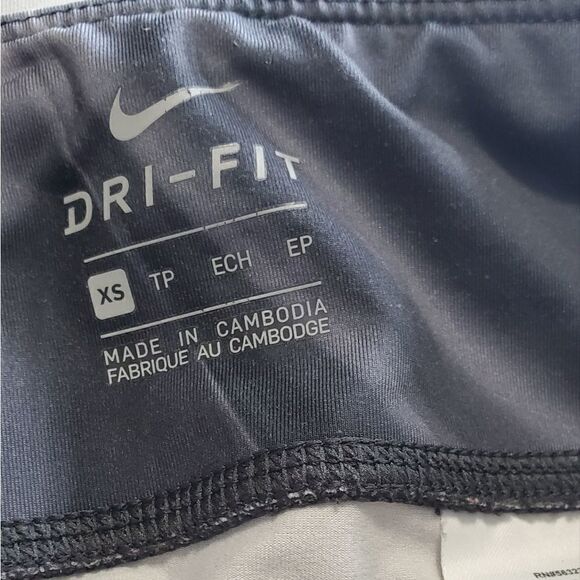 DRI-FIT
XS TP ECH EP
MADE IN CAMBODIA
FABRIQUE AU CAMBODGE